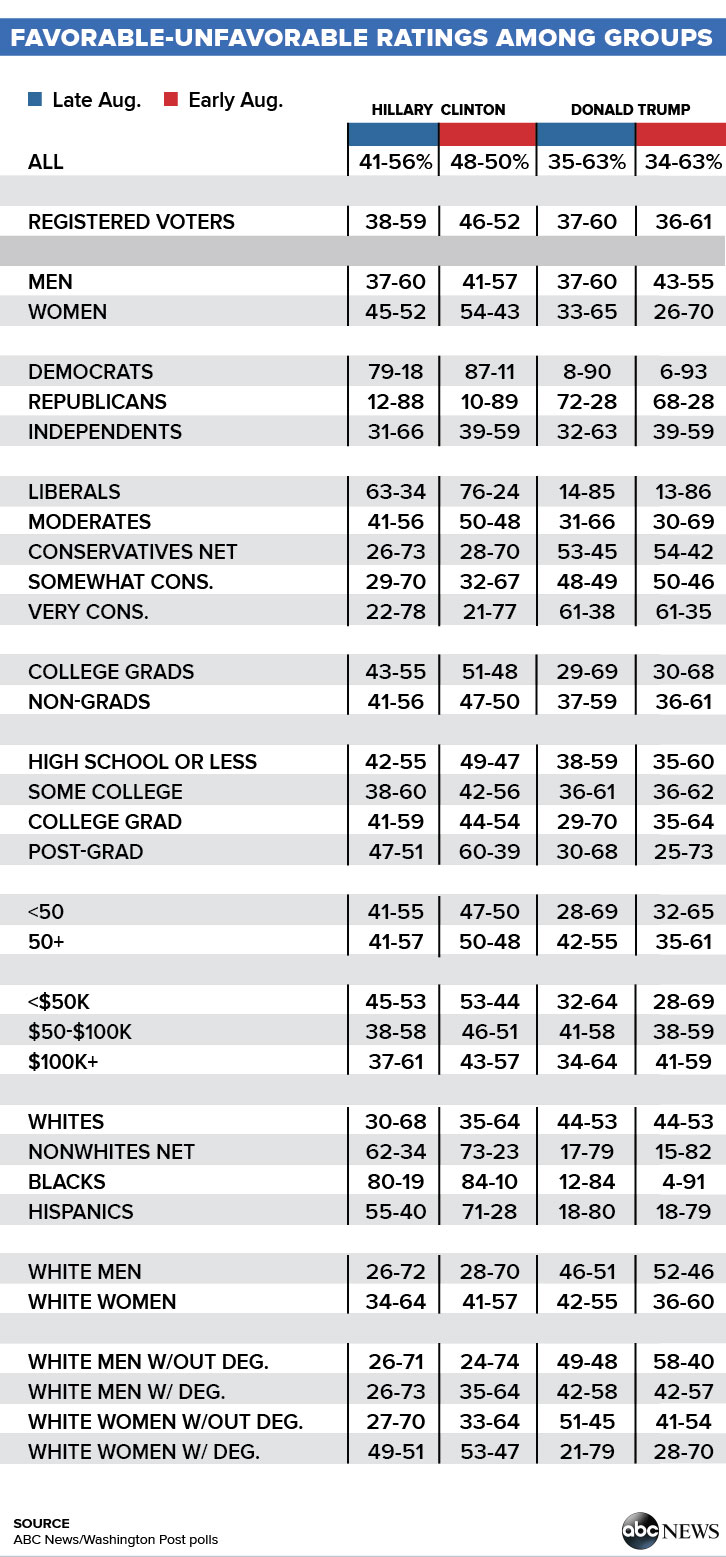 FAVORABLE-UNFAVORABLE RATINGS AMONG GROUPS
Late Aug. Early Aug.
HILLARY CLINTON DONALD TRUMP
ALL 41-56% 48-50% 35-63% 34-63%
REGISTERED VOTERS 38-59 46-52 37-60 36-61
MEN 37-60 41-57 37-60 43-55
WOMEN 45-52 54-43 33-65 26-70
DEMOCRATS 79-18 87-11 8-90 6-93
REPUBLICANS 12-88 10-89 72-28 68-28
INDEPENDENTS 31-66 39-59 32-63 39-59
LIBERALS 63-34 76-24 14-85 13-86
MODERATES 41-56 50-48 31-66 30-69
CONSERVATIVES NET 26-73 28-70 53-45 54-42
SOMEWHAT CONS. 29-70 32-67 48-49 50-46
VERY CONS. 22-78 21-77 61-38 61-35
COLLEGE GRADS 43-55 51-48 29-69 30-68
NON-GRADS 41-56 47-50 37-59 36-61
HIGH SCHOOL OR LESS 42-55 49-47 38-59 35-60
SOME COLLEGE 38-60 42-56 36-61 36-62
COLLEGE GRAD 41-59 44-54 29-70 35-64
POST-GRAD 47-51 60-39 30-68 25-73
<50 41-55 47-50 28-69 32-65
50+ 41-57 50-48 42-55 35-61
<$50K 45-53 53-44 32-64 28-69
$50-$100K 38-58 46-51 41-58 38-59
$100K+ 37-61 43-57 34-64 41-59
WHITES 30-68 35-64 44-53 44-53
NONWHITES NET 62-34 73-23 17-79 15-82
BLACKS 80-19 84-10 12-84 4-91
HISPANICS 55-40 71-28 18-80 18-79
WHITE MEN 26-72 28-70 46-51 52-46
WHITE WOMEN 34-64 41-57 42-55 36-60
WHITE MEN W/OUT DEG. 26-71 24-74 49-48 58-40
WHITE MEN W/ DEG. 26-73 35-64 42-58 42-57
WHITE WOMEN W/OUT DEG. 27-70 33-64 51-45 41-54
WHITE WOMEN W/ DEG. 49-51 53-47 21-79 28-70
SOURCE
ABC News/Washington Post polls
abc NEWS